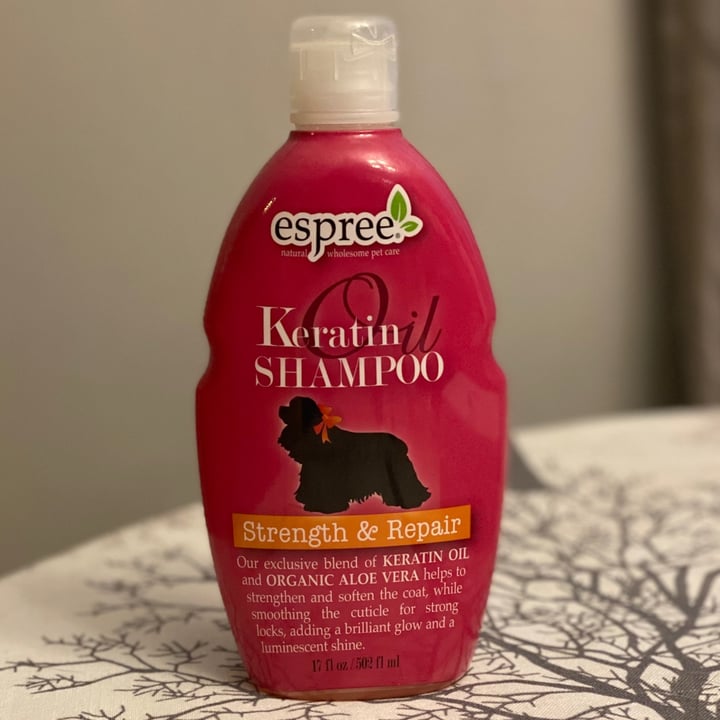 espree®
natural wholesome pet care
Keratin Oil
SHAMPOO
Strength & Repair
Our exclusive blend of KERATIN OIL
and ORGANIC ALOE VERA helps to
strengthen and soften the coat, while
smoothing the cuticle for strong
locks, adding a brilliant glow and a
luminescent shine.
17 fl oz / 502 fl ml